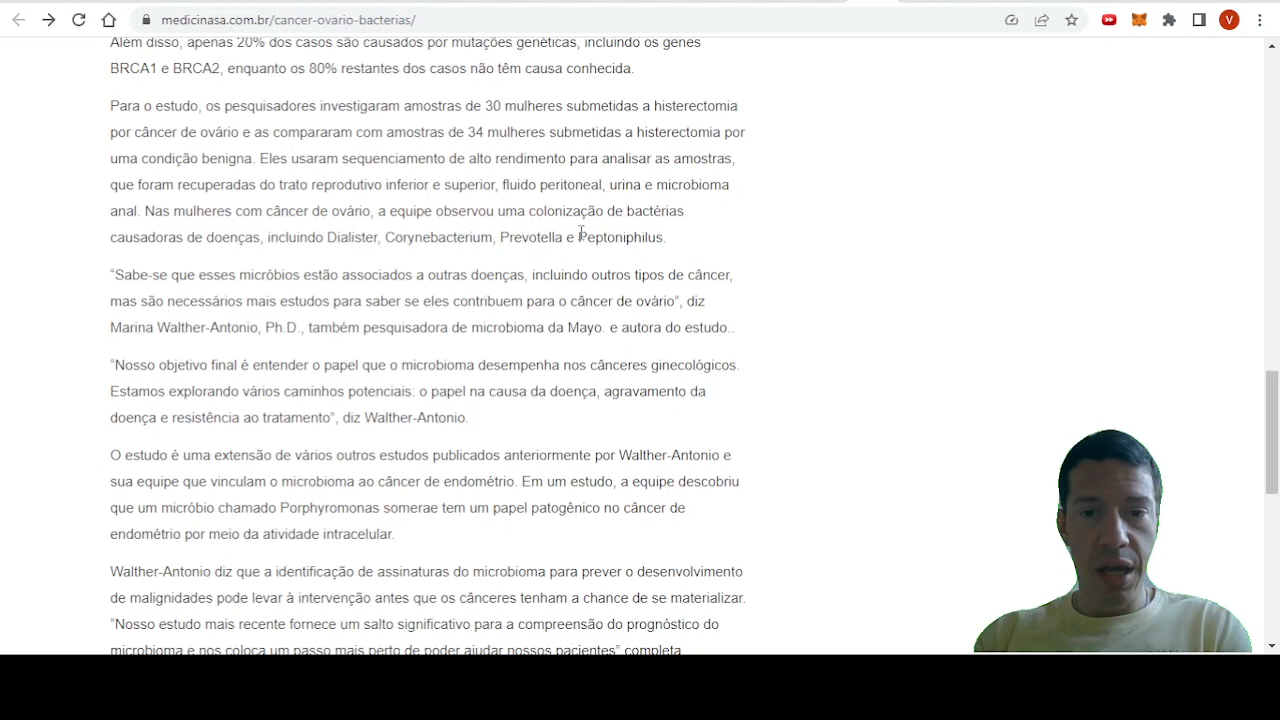 medicinasa.com.br/cancer-ovario-bacterias/
V
Além disso, apenas 20% dos casos são causados por mutações genéticas, incluindo os genes
BRCA1 e BRCA2, enquanto os 80% restantes dos casos não têm causa conhecida.
Para o estudo, os pesquisadores investigaram amostras de 30 mulheres submetidas a histerectomia
por câncer de ovário e as compararam com amostras de 34 mulheres submetidas a histerectomia por
uma condição benigna. Eles usaram sequenciamento de alto rendimento para analisar as amostras,
que foram recuperadas do trato reprodutivo inferior e superior, fluido peritoneal, urina e microbioma
anal. Nas mulheres com câncer de ovário, a equipe observou uma colonização de bactérias
causadoras de doenças, incluindo Dialister, Corynebacterium, Prevotella e Peptoniphilus.
“Sabe-se que esses micróbios estão associados a outras doenças, incluindo outros tipos de câncer,
mas são necessários mais estudos para saber se eles contribuem para o câncer de ovário”, diz
Marina Walther-Antonio, Ph.D., também pesquisadora de microbioma da Mayo. e autora do estudo..
“Nosso objetivo final é entender o papel que o microbioma desempenha nos cânceres ginecológicos.
Estamos explorando vários caminhos potenciais: o papel na causa da doença, agravamento da
doença e resistência ao tratamento”, diz Walther-Antonio.
O estudo é uma extensão de vários outros estudos publicados anteriormente por Walther-Antonio e
sua equipe que vinculam o microbioma ao câncer de endométrio. Em um estudo, a equipe descobriu
que um micróbio chamado Porphyromonas somerae tem um papel patogênico no câncer de
endométrio por meio da atividade intracelular.
Walther-Antonio diz que a identificação de assinaturas do microbioma para prever o desenvolvimento
de malignidades pode levar à intervenção antes que os cânceres tenham a chance de se materializar.
“Nosso estudo mais recente fornece um salto significativo para a compreensão do prognóstico do
microbioma e nos coloca um passo mais perto de poder ajudar nossos pacientes” completa